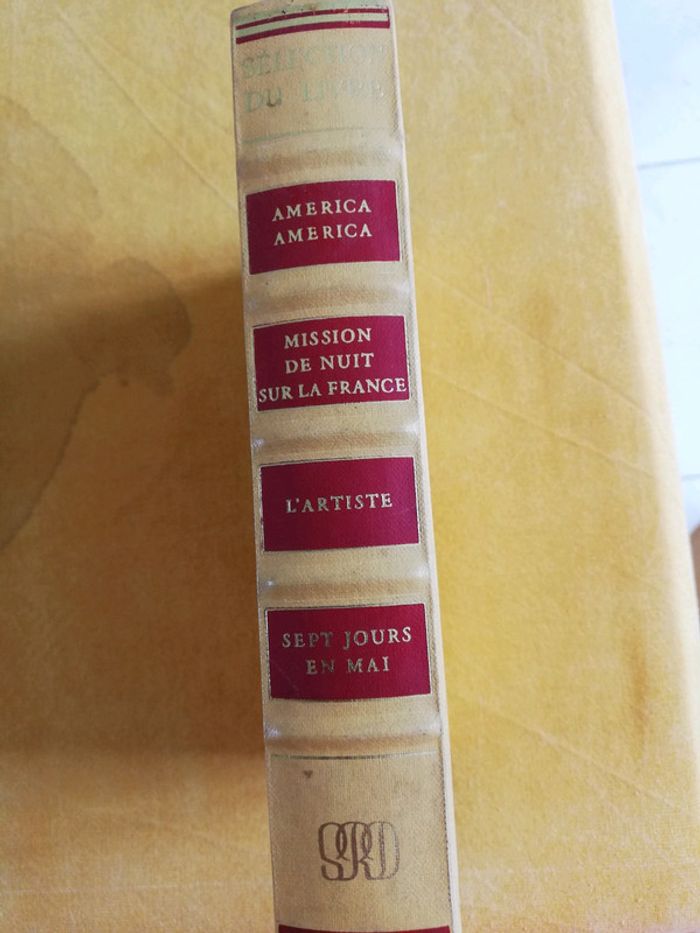 SÉLECTION
DU LIVRE
AMERICA
AMERICA
MISSION
DE NUIT
SUR LA FRANCE
L'ARTISTE
SEPT JOURS
EN MAI
SRD